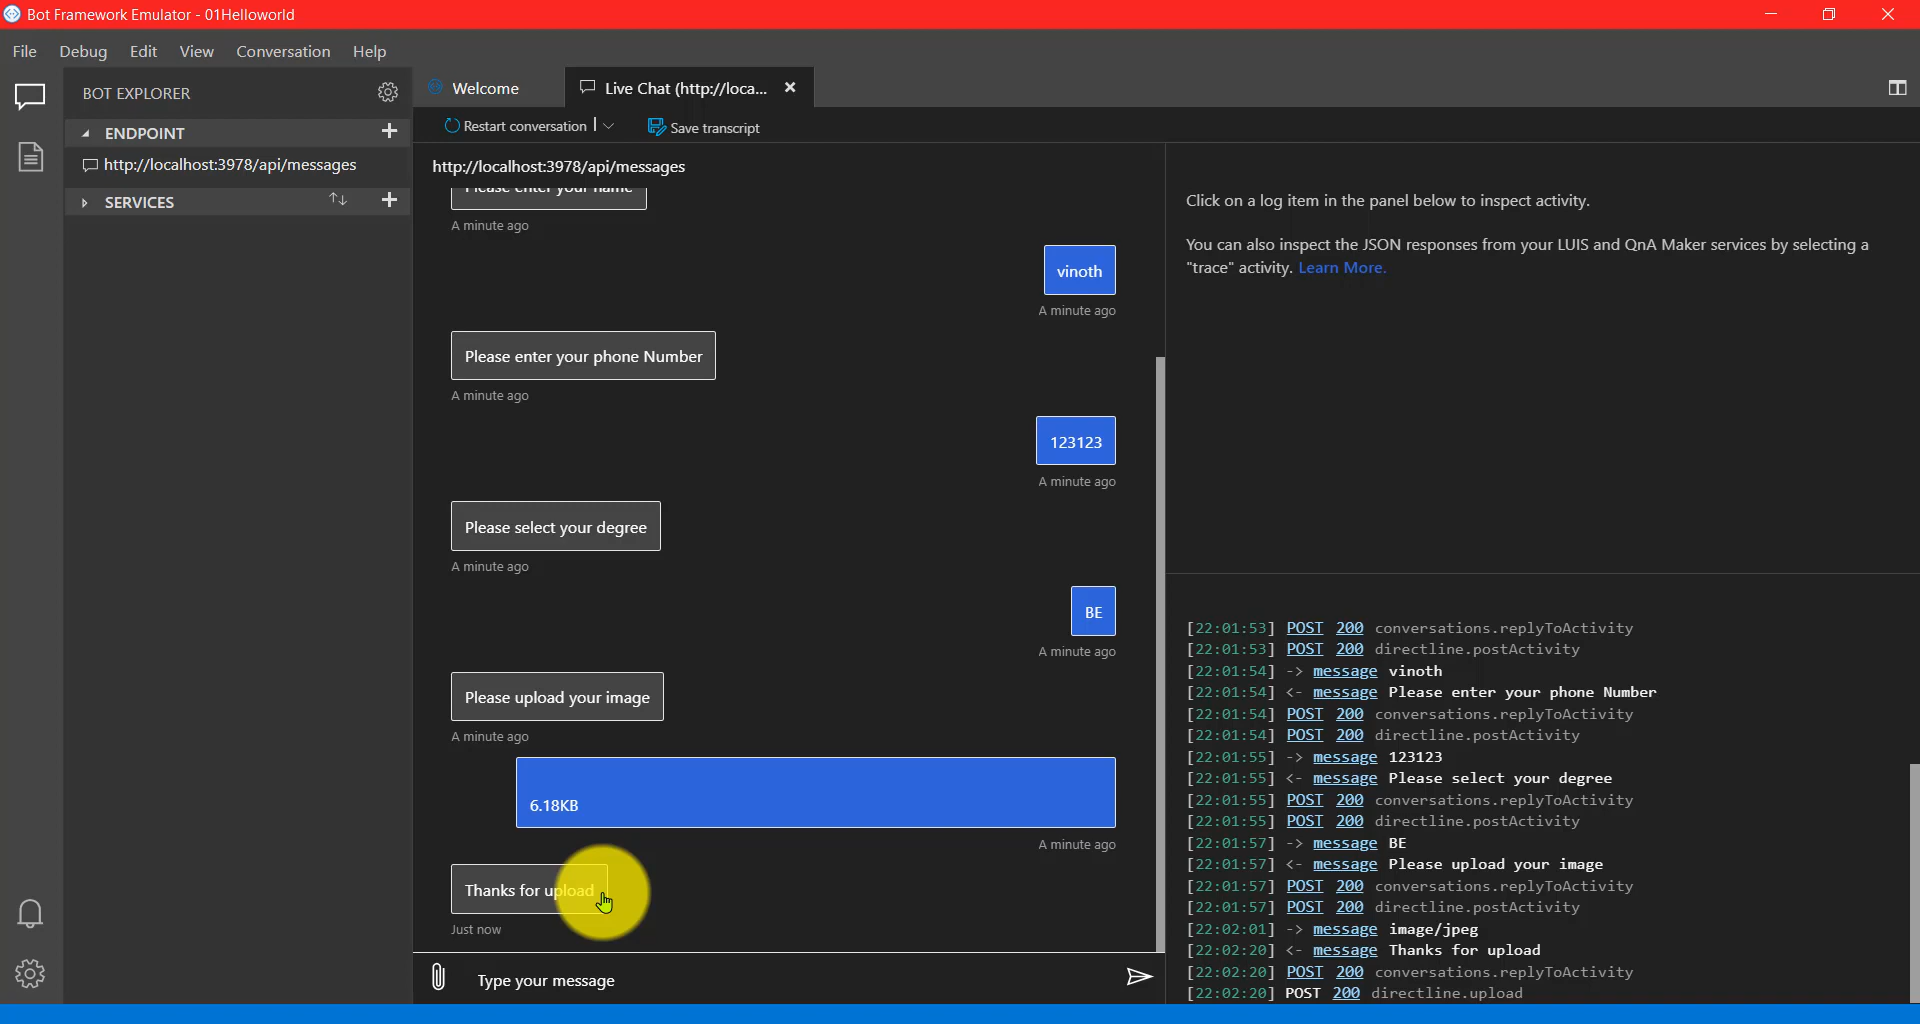 Bot Framework Emulator - 01Helloworld
File Debug Edit View Conversation Help
BOT EXPLORER
ENDPOINT
http://localhost:3978/api/messages
SERVICES
Welcome
Live Chat (http://loca...
Restart conversation
Save transcript
http://localhost:3978/api/messages
Please enter your name
A minute ago
vinoth
A minute ago
Please enter your phone Number
A minute ago
123123
A minute ago
Please select your degree
A minute ago
BE
A minute ago
Please upload your image
A minute ago
6.18KB
A minute ago
Thanks for upload
Just now
Type your message
Click on a log item in the panel below to inspect activity.
You can also inspect the JSON responses from your LUIS and QnA Maker services by selecting a
"trace" activity. Learn More.
[22:01:53] POST 200 conversations.replyToActivity
[22:01:53] POST 200 directline.postActivity
[22:01:54] -> message vinoth
[22:01:54] <- message Please enter your phone Number
[22:01:54] POST 200 conversations.replyToActivity
[22:01:54] POST 200 directline.postActivity
[22:01:55] -> message 123123
[22:01:55] <- message Please select your degree
[22:01:55] POST 200 conversations.replyToActivity
[22:01:55] POST 200 directline.postActivity
[22:01:57] -> message BE
[22:01:57] <- message Please upload your image
[22:01:57] POST 200 conversations.replyToActivity
[22:01:57] POST 200 directline.postActivity
[22:02:01] -> message image/jpeg
[22:02:20] <- message Thanks for upload
[22:02:20] POST 200 conversations.replyToActivity
[22:02:20] POST 200 directline.upload